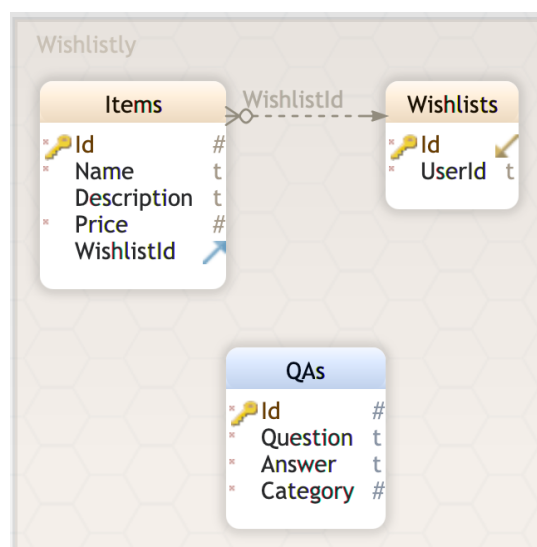 Wishlistly
Items
Id #
Name t
Description t
Price #
WishlistId
WishlistId
Wishlists
Id
UserId t
QAs
Id #
Question t
Answer t
Category #